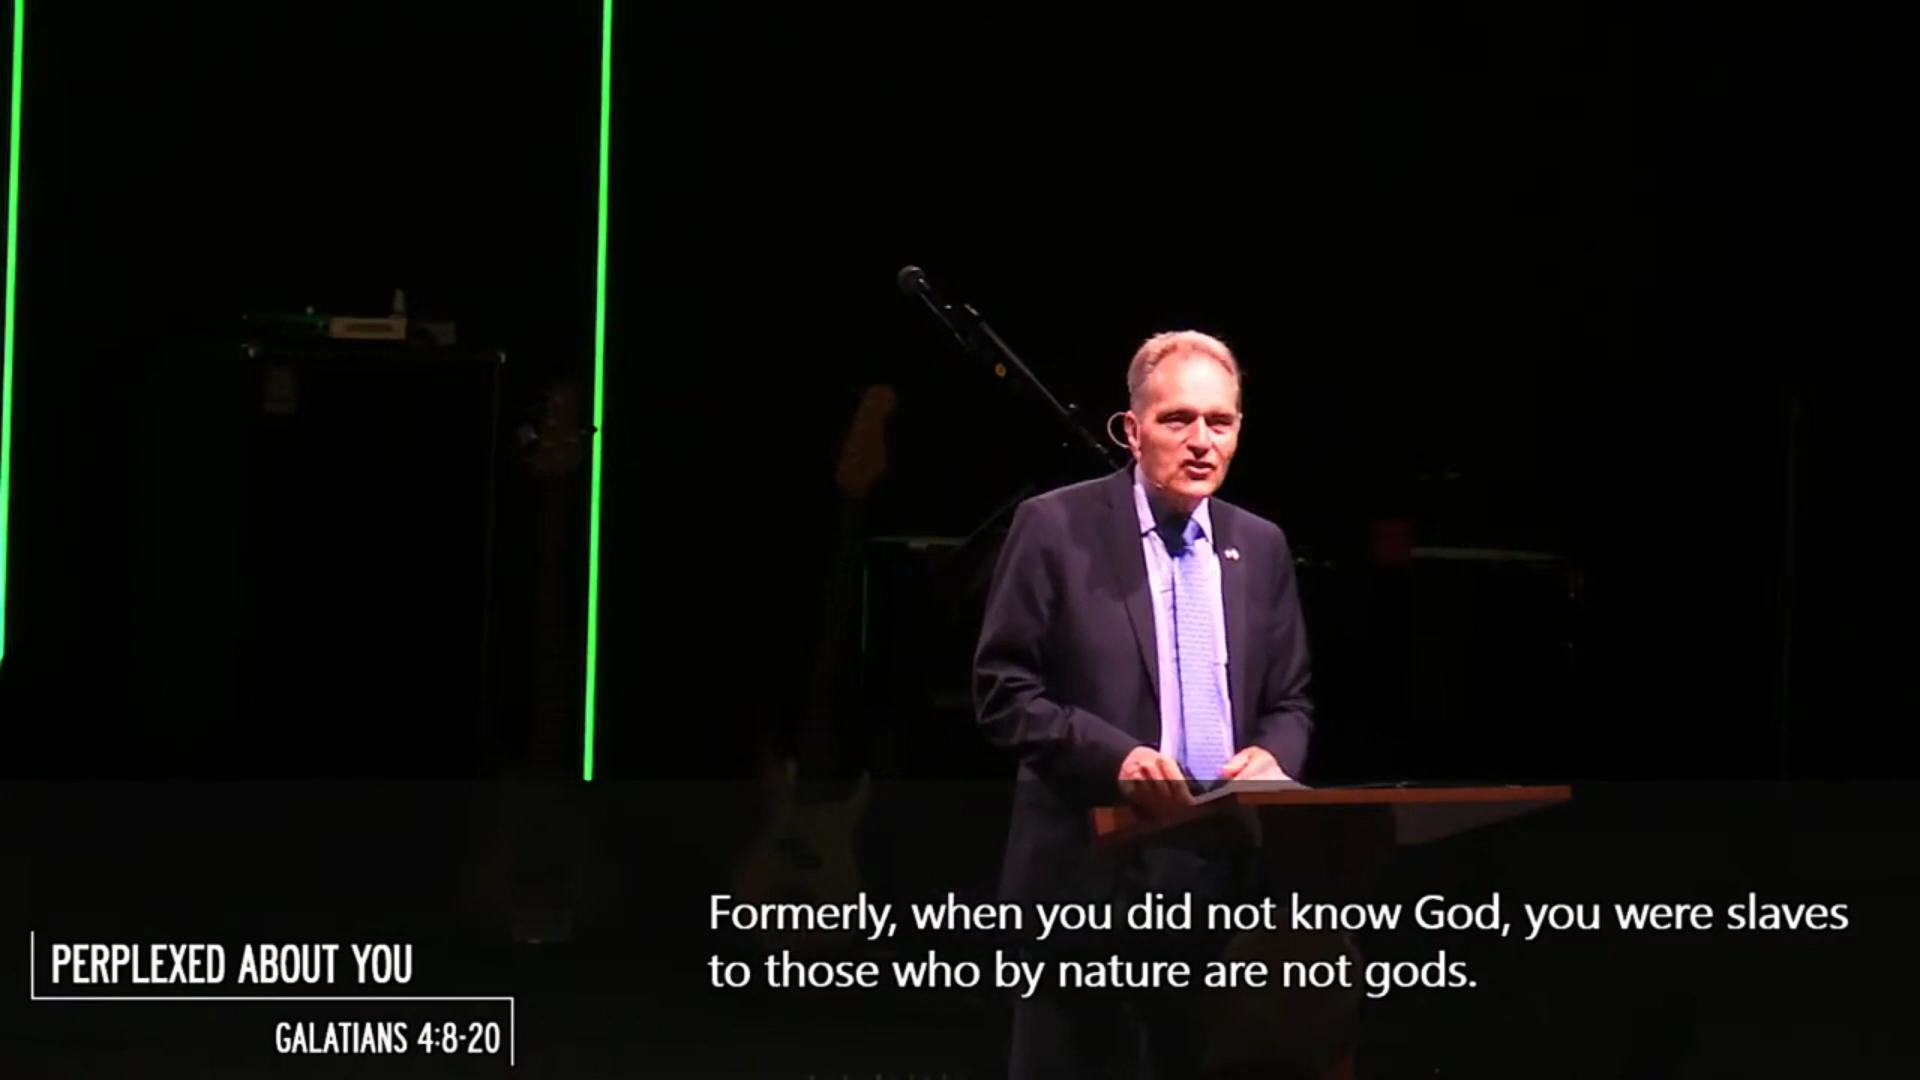 Formerly, when you did not know God, you were slaves
to those who by nature are not gods.
PERPLEXED ABOUT YOU
GALATIANS 4:8-20